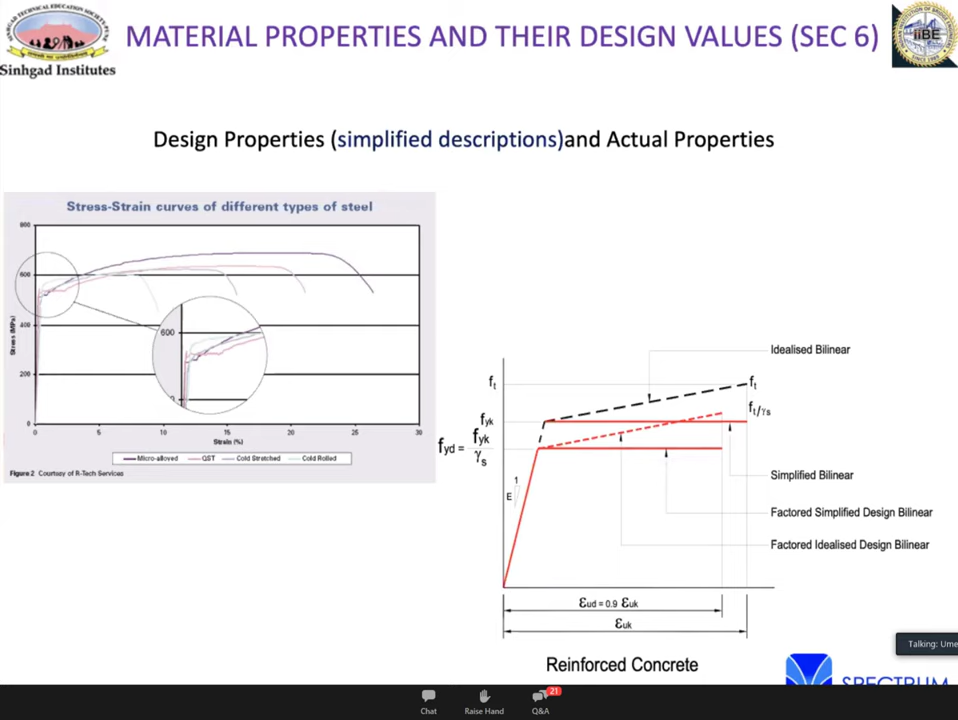 MATERIAL PROPERTIES AND THEIR DESIGN VALUES (SEC 6)
Sinhgad Institutes
iiBE
Design Properties (simplified descriptions)and Actual Properties
Stress-Strain curves of different types of steel
800
600
400
200
0
600
0
0 5 10 15 20 25 30
Stress (MPa)
Strain (%)
Micro-alloyed QST Cold Stretched Cold Rolled
Figure 2 Courtesy of R-Tech Services
Idealised Bilinear
ft
ft
ft/γs
fyk
fyd = fyk
γs
Simplified Bilinear
1
E
Factored Simplified Design Bilinear
Factored Idealised Design Bilinear
εud = 0.9 εuk
εuk
Reinforced Concrete
Talking: Ume
SPECTRUM
Chat
Raise Hand
21
Q&A